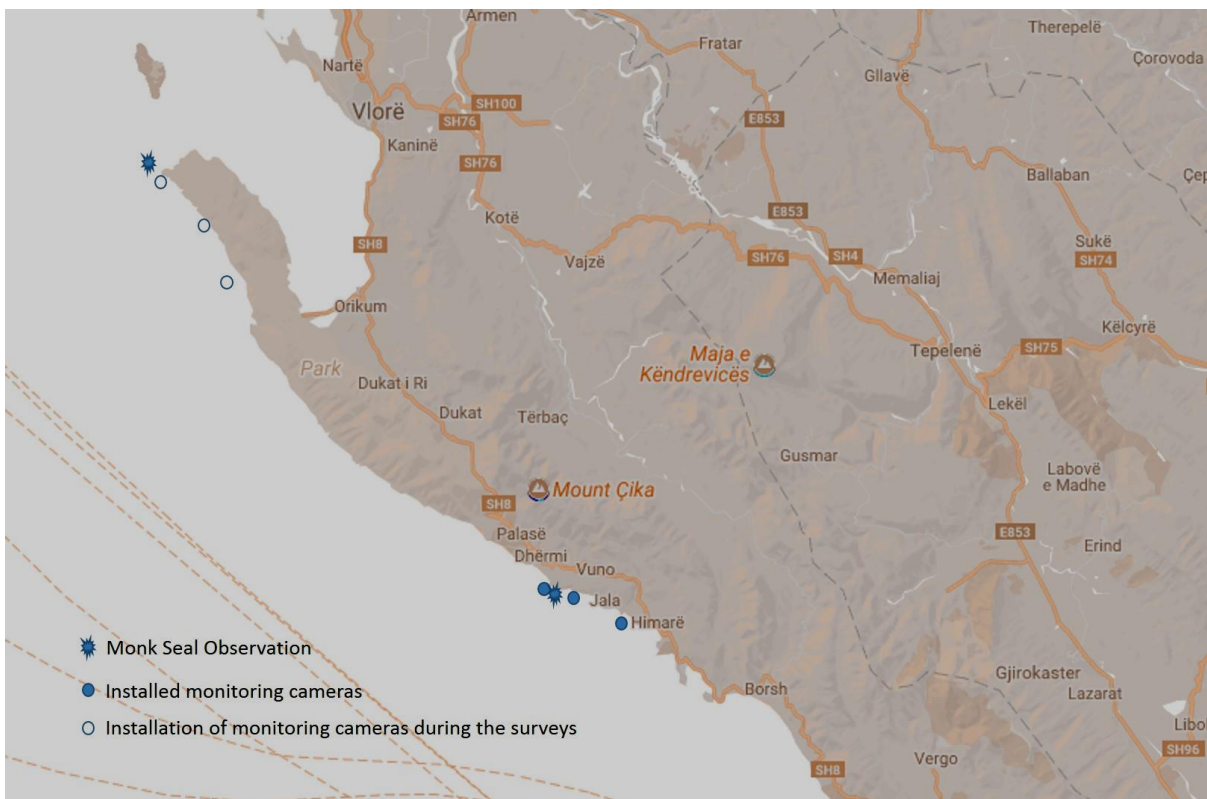 Armen
Therepelë
Fratar
Çorovoda
Nartë
Gllavë
SH100
Vlorë
E853
SH76
Kaninë
SH76
Ballaban
Çep
E853
Kotë
SH8
Sukë
SH76
SH4
SH74
Vajzë
Memaliaj
Orikum
Këlcyrë
Maja e
Këndrevicës
Tepelenë
SH75
Park
Dukat i Ri
Lekël
Dukat
Tërbaç
Gusmar
Labovë
e Madhe
Mount Çika
SH8
Palasë
E853
Dhërmi
Erind
Vuno
Jala
Himarë
Monk Seal Observation
Gjirokaster
Installed monitoring cameras
Borsh
Lazarat
Installation of monitoring cameras during the surveys
Libol
SH96
Vergo
SH8